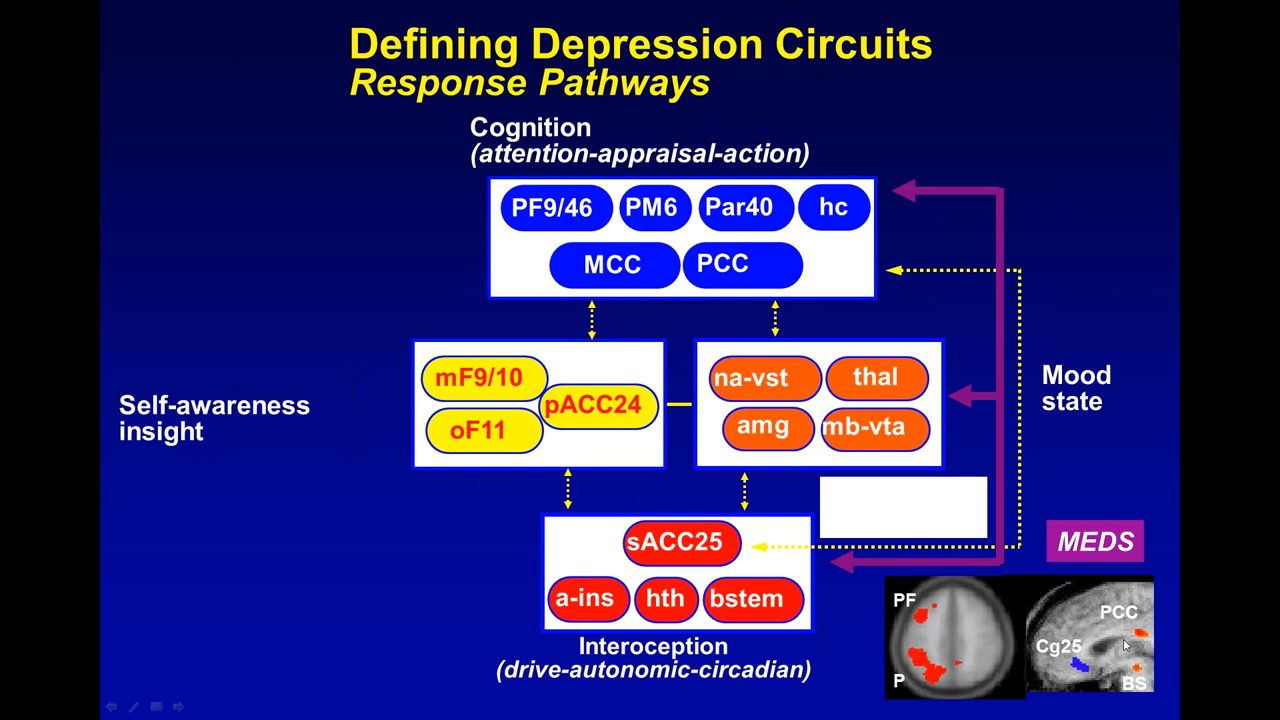 Defining Depression Circuits
Response Pathways
Cognition
(attention-appraisal-action)
PF9/46 PM6 Par40 hc
MCC PCC
mF9/10
pACC24
oF11
na-vst thal
amg mb-vta
Self-awareness
insight
Mood
state
sACC25
a-ins hth bstem
MEDS
Interoception
(drive-autonomic-circadian)
PF
P
PCC
Cg25
BS